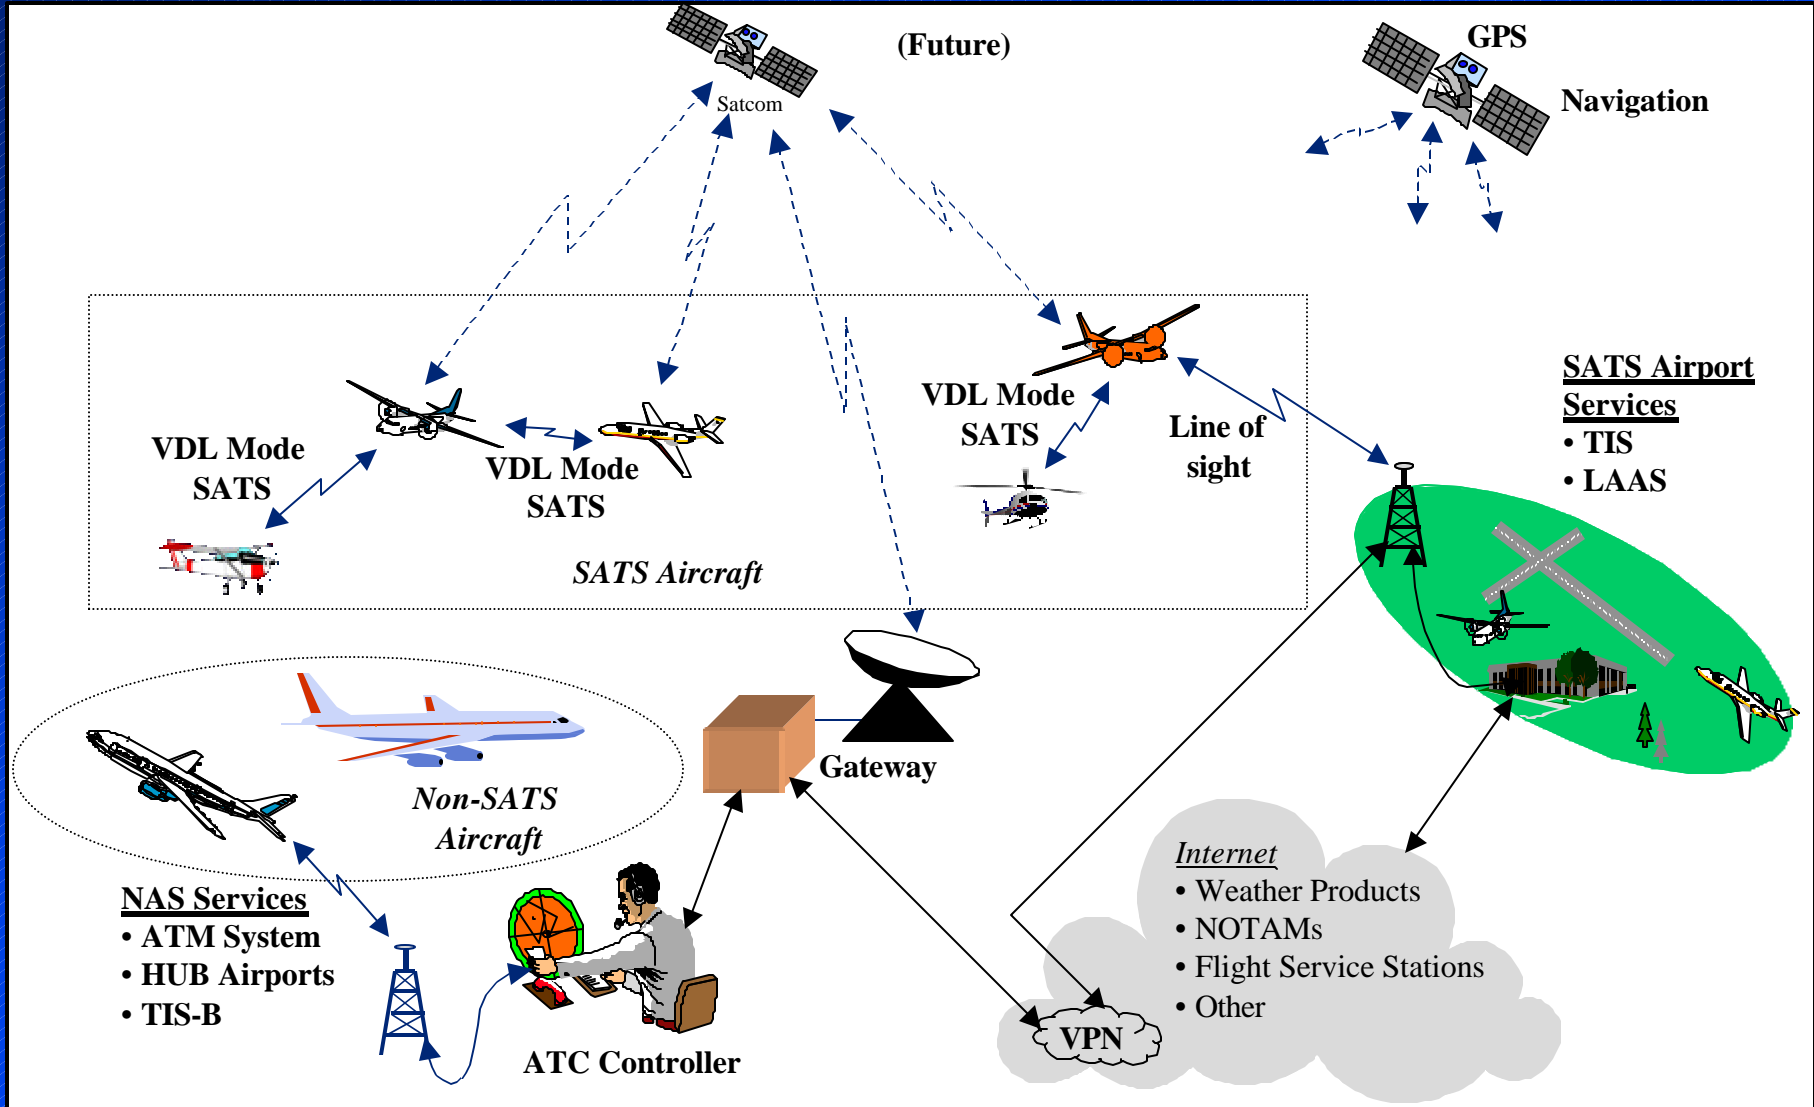 (Future)
GPS
Satcom
Navigation
SATS Airport
Services
• TIS
• LAAS
VDL Mode
SATS
VDL Mode
SATS
VDL Mode
SATS
Line of
sight
SATS Aircraft
Non-SATS
Aircraft
Gateway
NAS Services
• ATM System
• HUB Airports
• TIS-B
ATC Controller
Internet
• Weather Products
• NOTAMs
• Flight Service Stations
• Other
VPN